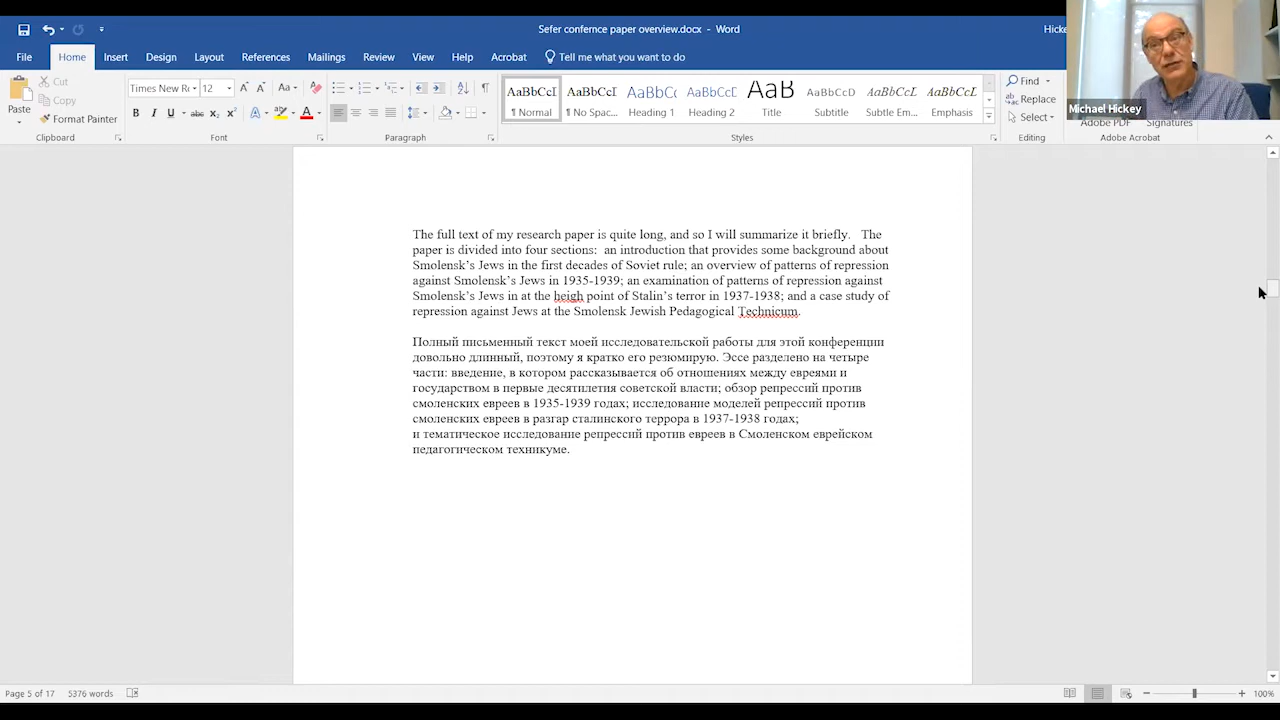 Sefer confernce paper overview.docx - Word
Hicke
File Home Insert Design Layout References Mailings Review View Help Acrobat Tell me what you want to do
Paste
Cut
Copy
Format Painter
Clipboard
Times New R 12
Font
Paragraph
AaBbCcI AaBbCc AaBbCc AaBbCcE AaB AaBbCcD AaBbCcL AaBbCcL
¶ Normal ¶ No Spac... Heading 1 Heading 2 Title Subtitle Subtle Em... Emphasis
Styles
Find
Replace
Select
Editing
Adobe PDF Signatures
Adobe Acrobat
Michael Hickey
The full text of my research paper is quite long, and so I will summarize it briefly. The
paper is divided into four sections: an introduction that provides some background about
Smolensk's Jews in the first decades of Soviet rule; an overview of patterns of repression
against Smolensk's Jews in 1935-1939; an examination of patterns of repression against
Smolensk's Jews in at the heigh point of Stalin's terror in 1937-1938; and a case study of
repression against Jews at the Smolensk Jewish Pedagogical Technicum.
Полный письменный текст моей исследовательской работы для этой конференции
довольно длинный, поэтому я кратко его резюмирую. Эссе разделено на четыре
части: введение, в котором рассказывается об отношениях между евреями и
государством в первые десятилетия советской власти; обзор репрессий против
смоленских евреев в 1935-1939 годах; исследование моделей репрессий против
смоленских евреев в разгар сталинского террора в 1937-1938 годах;
и тематическое исследование репрессий против евреев в Смоленском еврейском
педагогическом техникуме.
Page 5 of 17 5376 words 100%